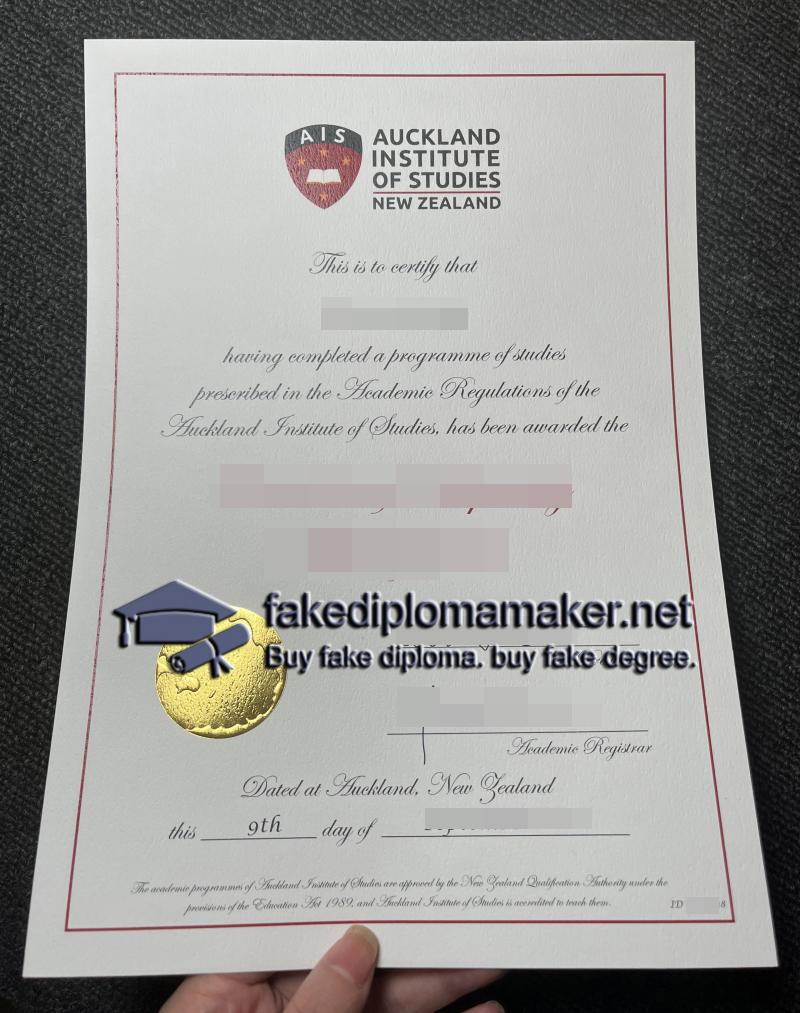 AIS
AUCKLAND
INSTITUTE
OF STUDIES
NEW ZEALAND
This is to certify that
having completed a programme of studies
prescribed in the Academic Regulations of the
Auckland Institute of Studies, has been awarded the
fakediplomamaker.net
Buy fake diploma. buy fake degree.
Academic Registrar
Dated at Auckland, New Zealand
this 9th day of
The academic programmes of Auckland Institute of Studies are approved by the New Zealand Qualification Authority under the
provisions of the Education Act 1989, and Auckland Institute of Studies is accredited to teach them.